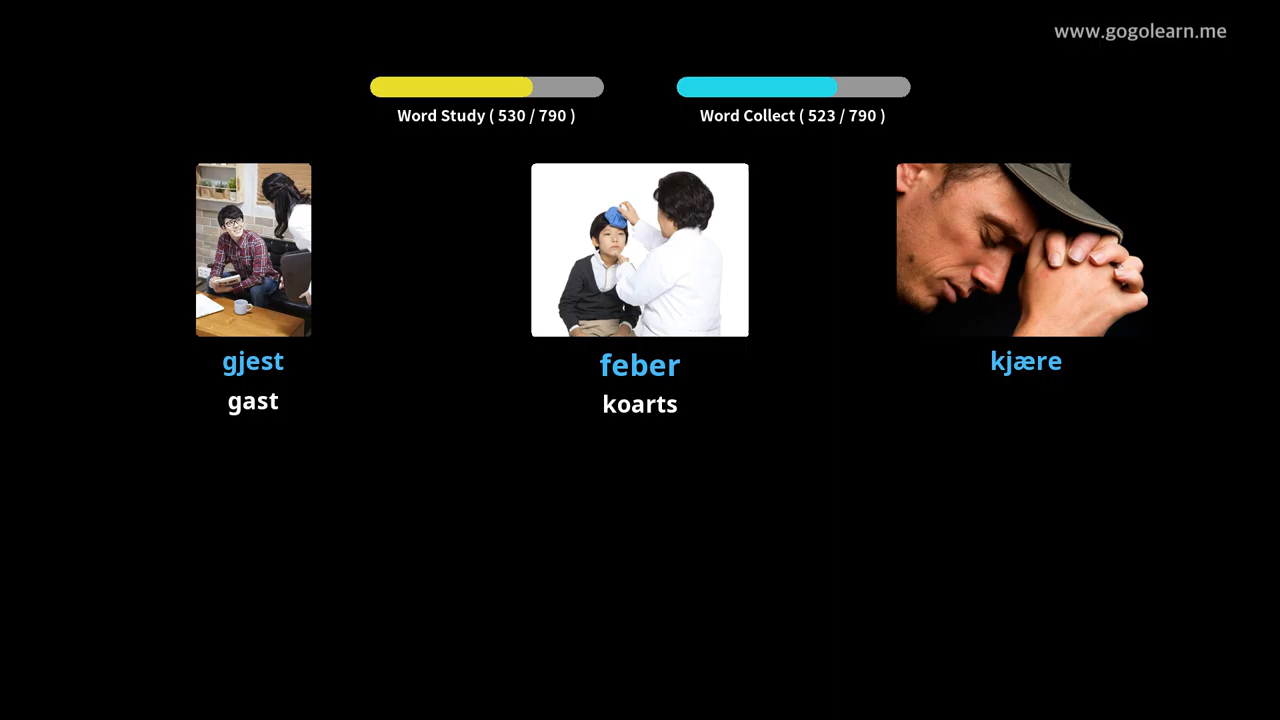 www.gogolearn.me
Word Study ( 530 / 790 )
Word Collect ( 523 / 790 )
gjest
feber
kjære
gast
koarts